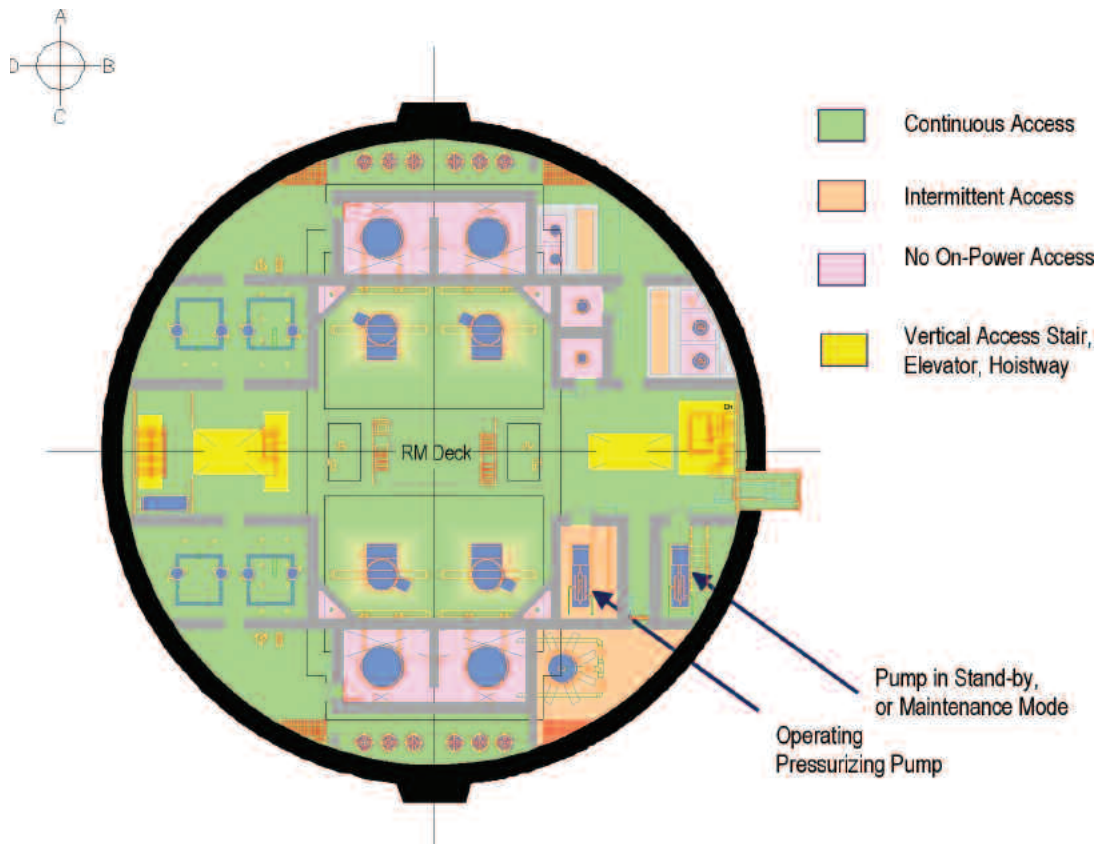 A
D B
C
Continuous Access
Intermittent Access
No On-Power Access
Vertical Access Stair,
Elevator, Hoistway
RM Deck
Pump in Stand-by,
or Maintenance Mode
Operating
Pressurizing Pump